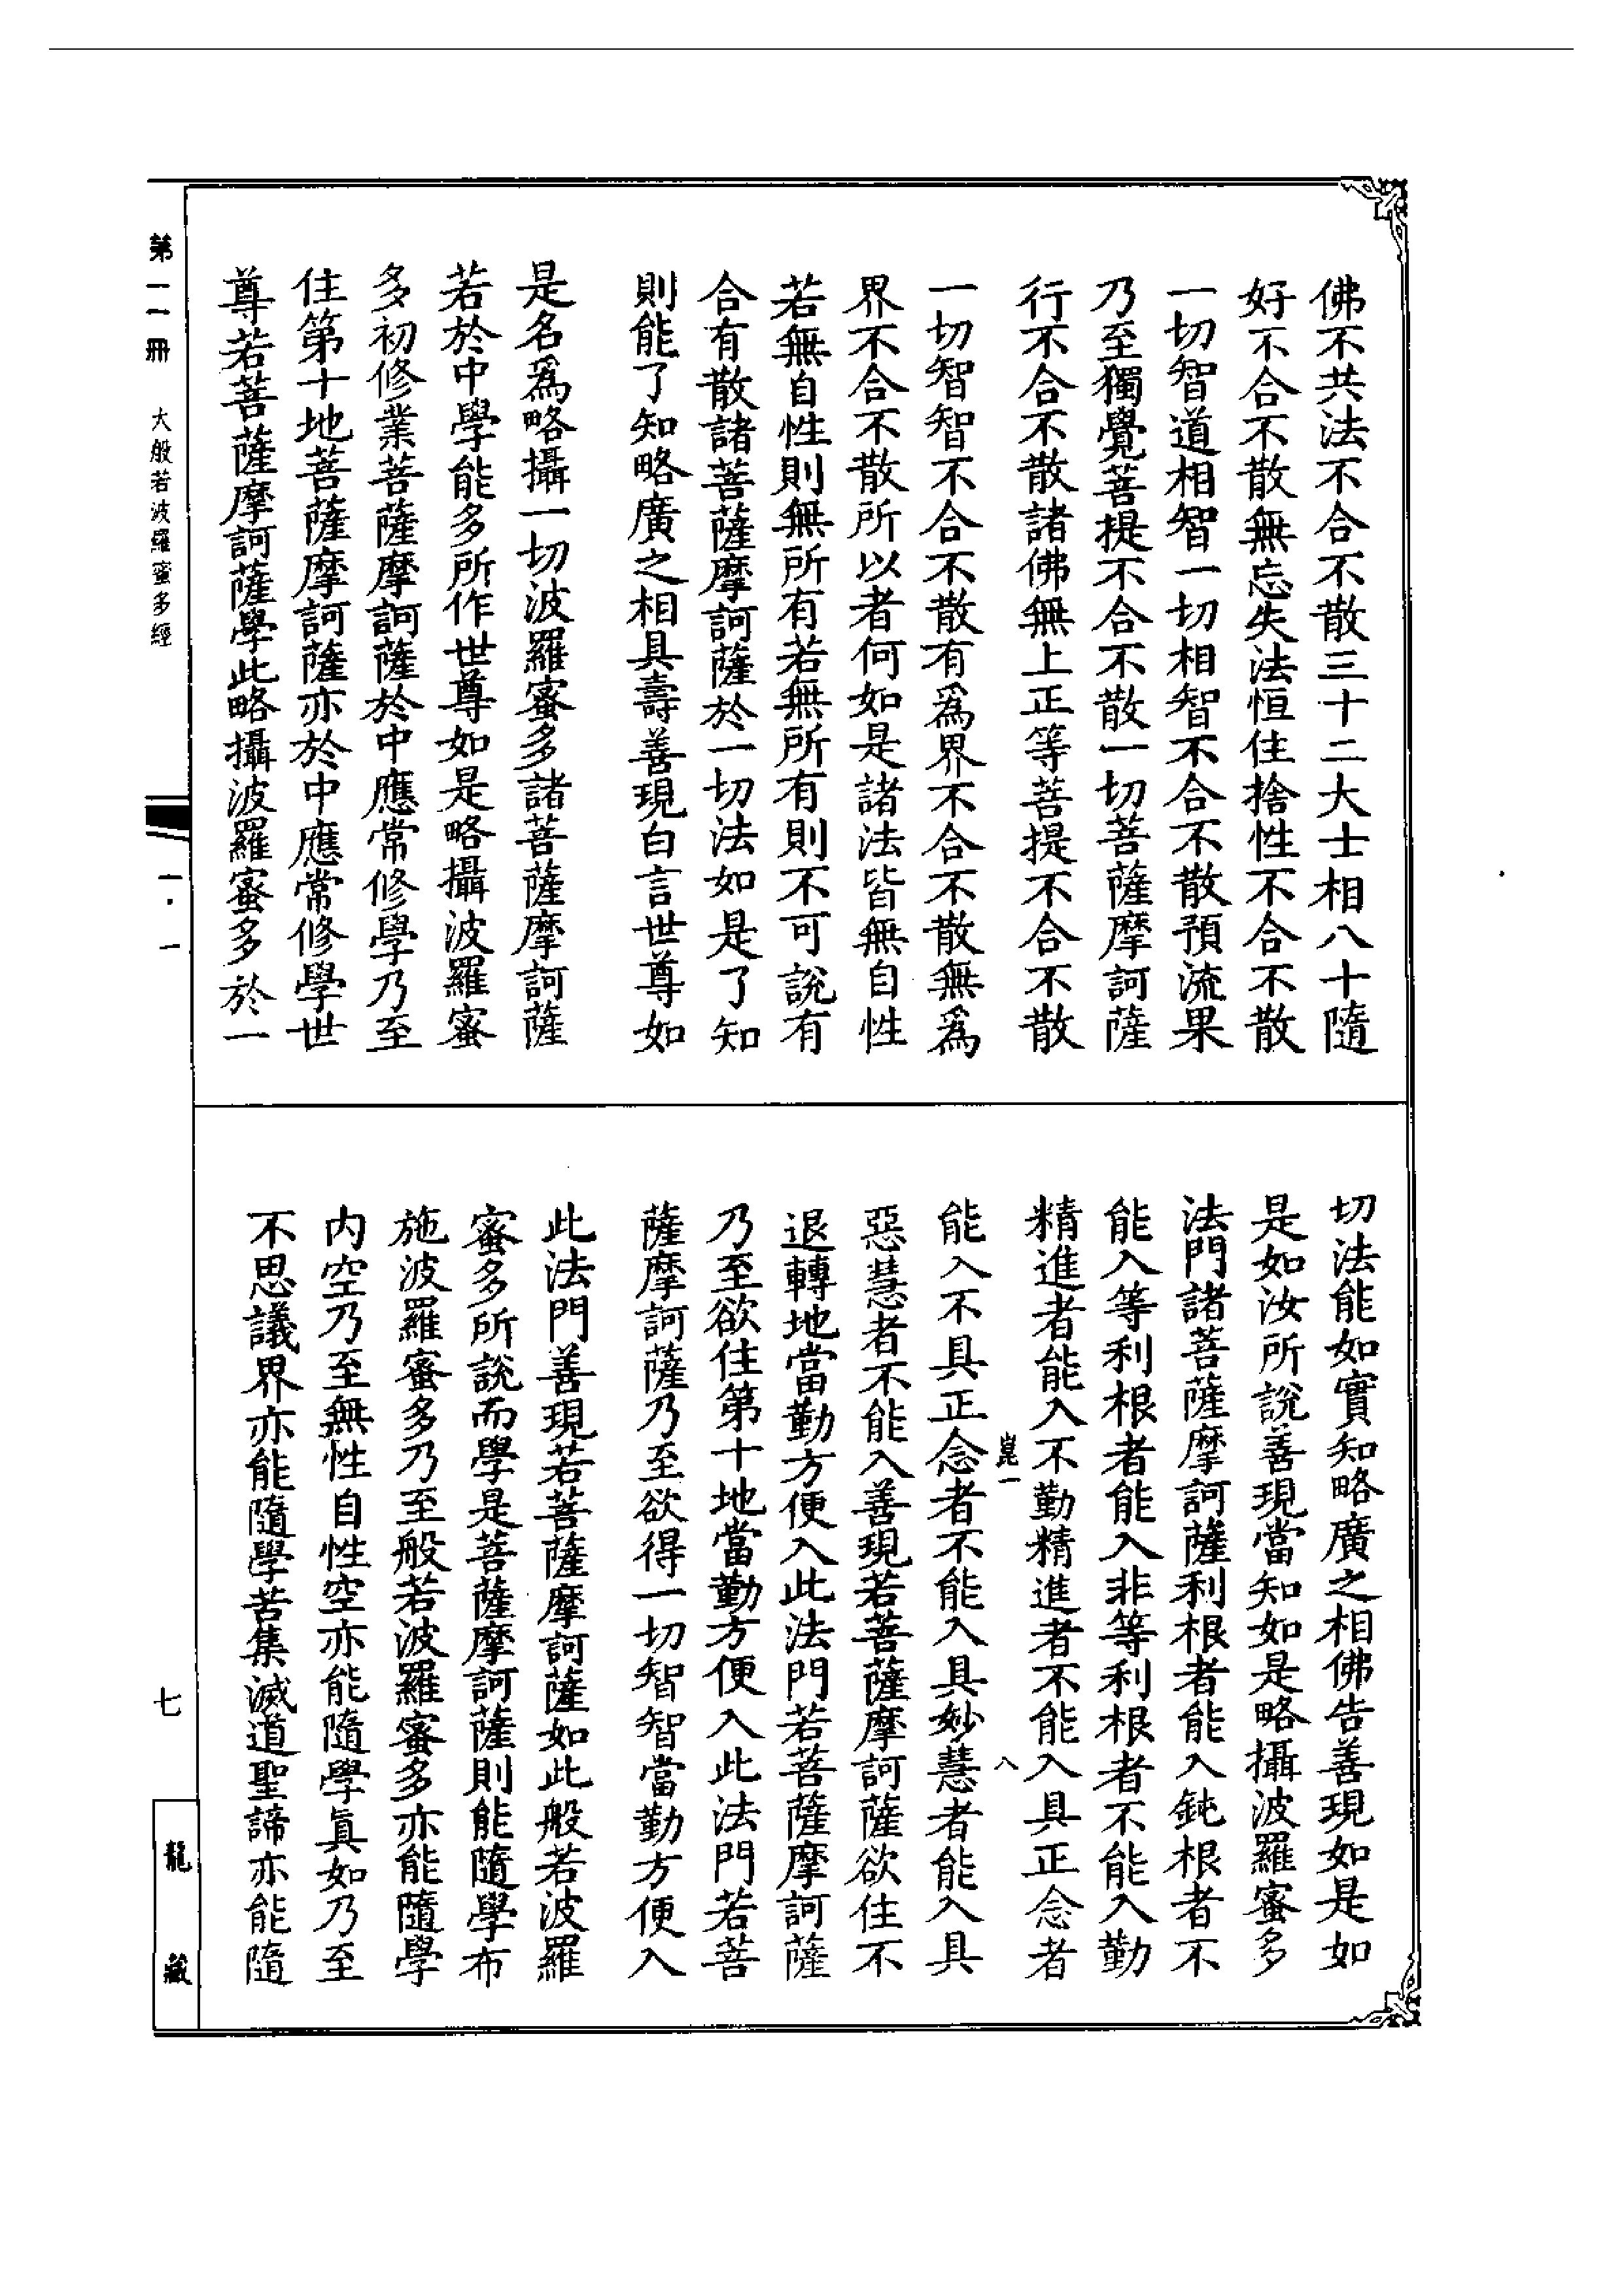 佛不共法不合不散三十二大士相八十隨
好不合不散無忘失法恒住捨性不合不散
一切智道相智一切相智不合不散預流果
乃至獨覺菩提不合不散一切菩薩摩訶薩
行不合不散諸佛無上正等菩提不合不散
一切智智不合不散有爲界不合不散無爲
界不合不散所以者何如是諸法皆無自性
若無自性則無所有若無所有則不可說有
合有散諸菩薩摩訶薩於一切法如是了知
則能了知略廣之相具壽善現白言世尊如
是名爲略攝一切波羅蜜多諸菩薩摩訶薩
若於中學能多所作世尊如是略攝波羅蜜
多初修業菩薩摩訶薩於中應常修學乃至
住第十地菩薩摩訶薩亦於中應常修學世
尊若菩薩摩訶薩學此略攝波羅蜜多於一
切法能如實知略廣之相佛告善現如是如
是如汝所說善現當知如是略攝波羅蜜多
法門諸菩薩摩訶薩利根者能入鈍根者不
能入等利根者能入非等利根者不能入勤
精進者能入不勤精進者不能入具正念者
崑一 八
能入不具正念者不能入具妙慧者能入具
惡慧者不能入善現若菩薩摩訶薩欲住不
退轉地當勤方便入此法門若菩薩摩訶薩
乃至欲住第十地當勤方便入此法門若菩
薩摩訶薩乃至欲得一切智智當勤方便入
此法門善現若菩薩摩訶薩如此般若波羅
蜜多所說而學是菩薩摩訶薩則能隨學布
施波羅蜜多乃至般若波羅蜜多亦能隨學
内空乃至無性自性空亦能隨學真如乃至
不思議界亦能隨學苦集滅道聖諦亦能隨
第一一冊 大般若波羅蜜多經
一·一
七
龍藏